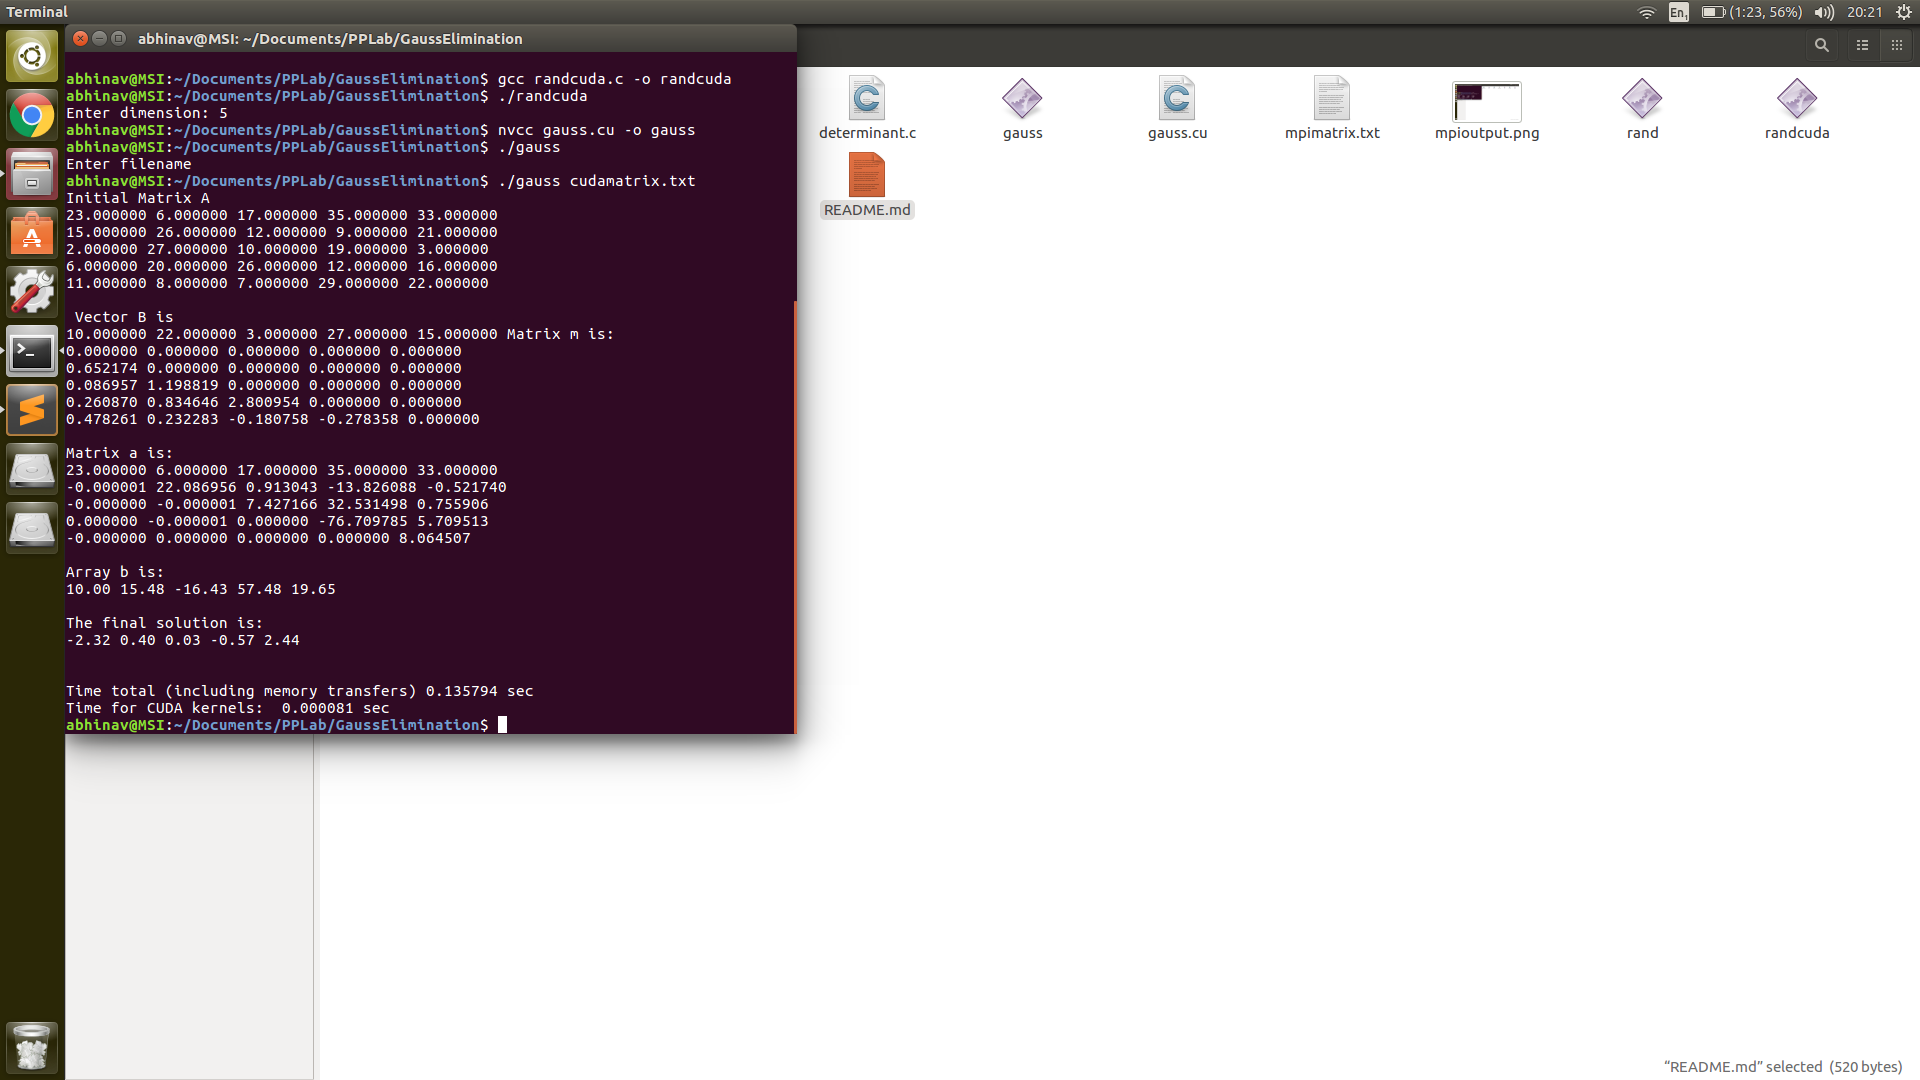 Terminal
En1 (1:23, 56%) 20:21
abhinav@MSI: ~/Documents/PPLab/GaussElimination
abhinav@MSI:~/Documents/PPLab/GaussElimination$ gcc randcuda.c -o randcuda
abhinav@MSI:~/Documents/PPLab/GaussElimination$ ./randcuda
Enter dimension: 5
abhinav@MSI:~/Documents/PPLab/GaussElimination$ nvcc gauss.cu -o gauss
abhinav@MSI:~/Documents/PPLab/GaussElimination$ ./gauss
Enter filename
abhinav@MSI:~/Documents/PPLab/GaussElimination$ ./gauss cudamatrix.txt
Initial Matrix A
23.000000 6.000000 17.000000 35.000000 33.000000
15.000000 26.000000 12.000000 9.000000 21.000000
2.000000 27.000000 10.000000 19.000000 3.000000
6.000000 20.000000 26.000000 12.000000 16.000000
11.000000 8.000000 7.000000 29.000000 22.000000
Vector B is
10.000000 22.000000 3.000000 27.000000 15.000000 Matrix m is:
0.000000 0.000000 0.000000 0.000000 0.000000
0.652174 0.000000 0.000000 0.000000 0.000000
0.086957 1.198819 0.000000 0.000000 0.000000
0.260870 0.834646 2.800954 0.000000 0.000000
0.478261 0.232283 -0.180758 -0.278358 0.000000
Matrix a is:
23.000000 6.000000 17.000000 35.000000 33.000000
-0.000001 22.086956 0.913043 -13.826088 -0.521740
-0.000000 -0.000001 7.427166 32.531498 0.755906
0.000000 -0.000001 0.000000 -76.709785 5.709513
-0.000000 0.000000 0.000000 0.000000 8.064507
Array b is:
10.00 15.48 -16.43 57.48 19.65
The final solution is:
-2.32 0.40 0.03 -0.57 2.44
Time total (including memory transfers) 0.135794 sec
Time for CUDA kernels:  0.000081 sec
abhinav@MSI:~/Documents/PPLab/GaussElimination$
determinant.c gauss gauss.cu mpimatrix.txt mpioutput.png rand randcuda
README.md
“README.md” selected (520 bytes)